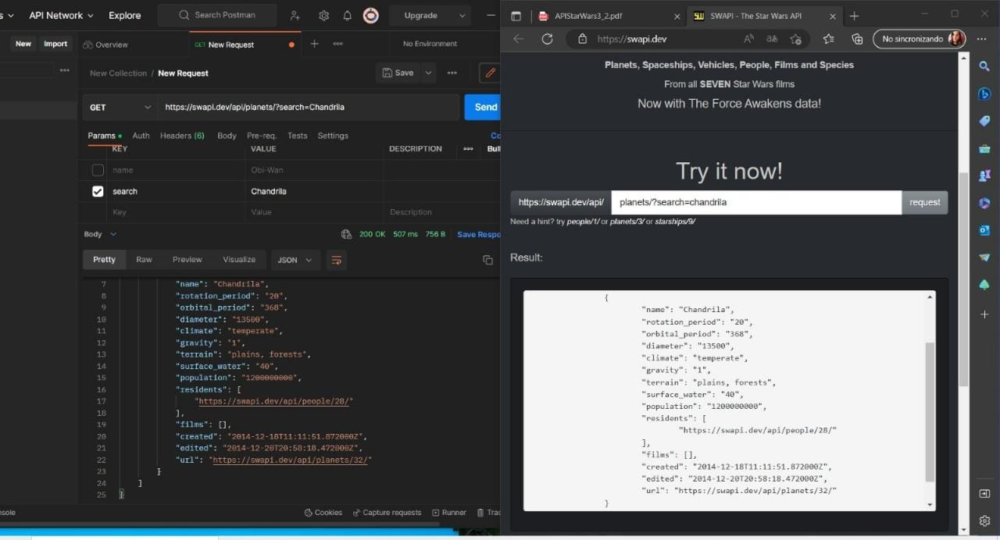 s
API Network
Explore
Search Postman
Upgrade
New
Import
Overview
GET New Request
No Environment
New Collection / New Request
Save
GET
https://swapi.dev/api/planets/?search=Chandrila
Send
Params
Auth
Headers (6)
Body
Pre-req.
Tests
Settings
Co
KEY
VALUE
DESCRIPTION
Bul
name
Obi-Wan
search
Chandrila
Key
Value
Description
Body
200 OK
507 ms
756 B
Save Respo
Pretty
Raw
Preview
Visualize
JSON
7 "name": "Chandrila",
8 "rotation_period": "20",
9 "orbital_period": "368",
10 "diameter": "13500",
11 "climate": "temperate",
12 "gravity": "1",
13 "terrain": "plains, forests",
14 "surface_water": "40",
15 "population": "1200000000",
16 "residents": [
17 "https://swapi.dev/api/people/28/"
18 ],
19 "films": [],
20 "created": "2014-12-18T11:11:51.872000Z",
21 "edited": "2014-12-20T20:58:18.472000Z",
22 "url": "https://swapi.dev/api/planets/32/"
23 }
24 ]
25 }
nsole
Cookies
Capture requests
Runner
Tras
APIStarWars3_2.pdf
SW
SWAPI - The Star Wars API
https://swapi.dev
No sincronizando
Planets, Spaceships, Vehicles, People, Films and Species
From all SEVEN Star Wars films
Now with The Force Awakens data!
Try it now!
https://swapi.dev/api/
planets/?search=chandrila
request
Need a hint? try people/1/ or planets/3/ or starships/9/
Result:
{
"name": "Chandrila",
"rotation_period": "20",
"orbital_period": "368",
"diameter": "13500",
"climate": "temperate",
"gravity": "1",
"terrain": "plains, forests",
"surface_water": "40",
"population": "1200000000",
"residents": [
"https://swapi.dev/api/people/28/"
],
"films": [],
"created": "2014-12-18T11:11:51.872000Z",
"edited": "2014-12-20T20:58:18.472000Z",
"url": "https://swapi.dev/api/planets/32/"
}